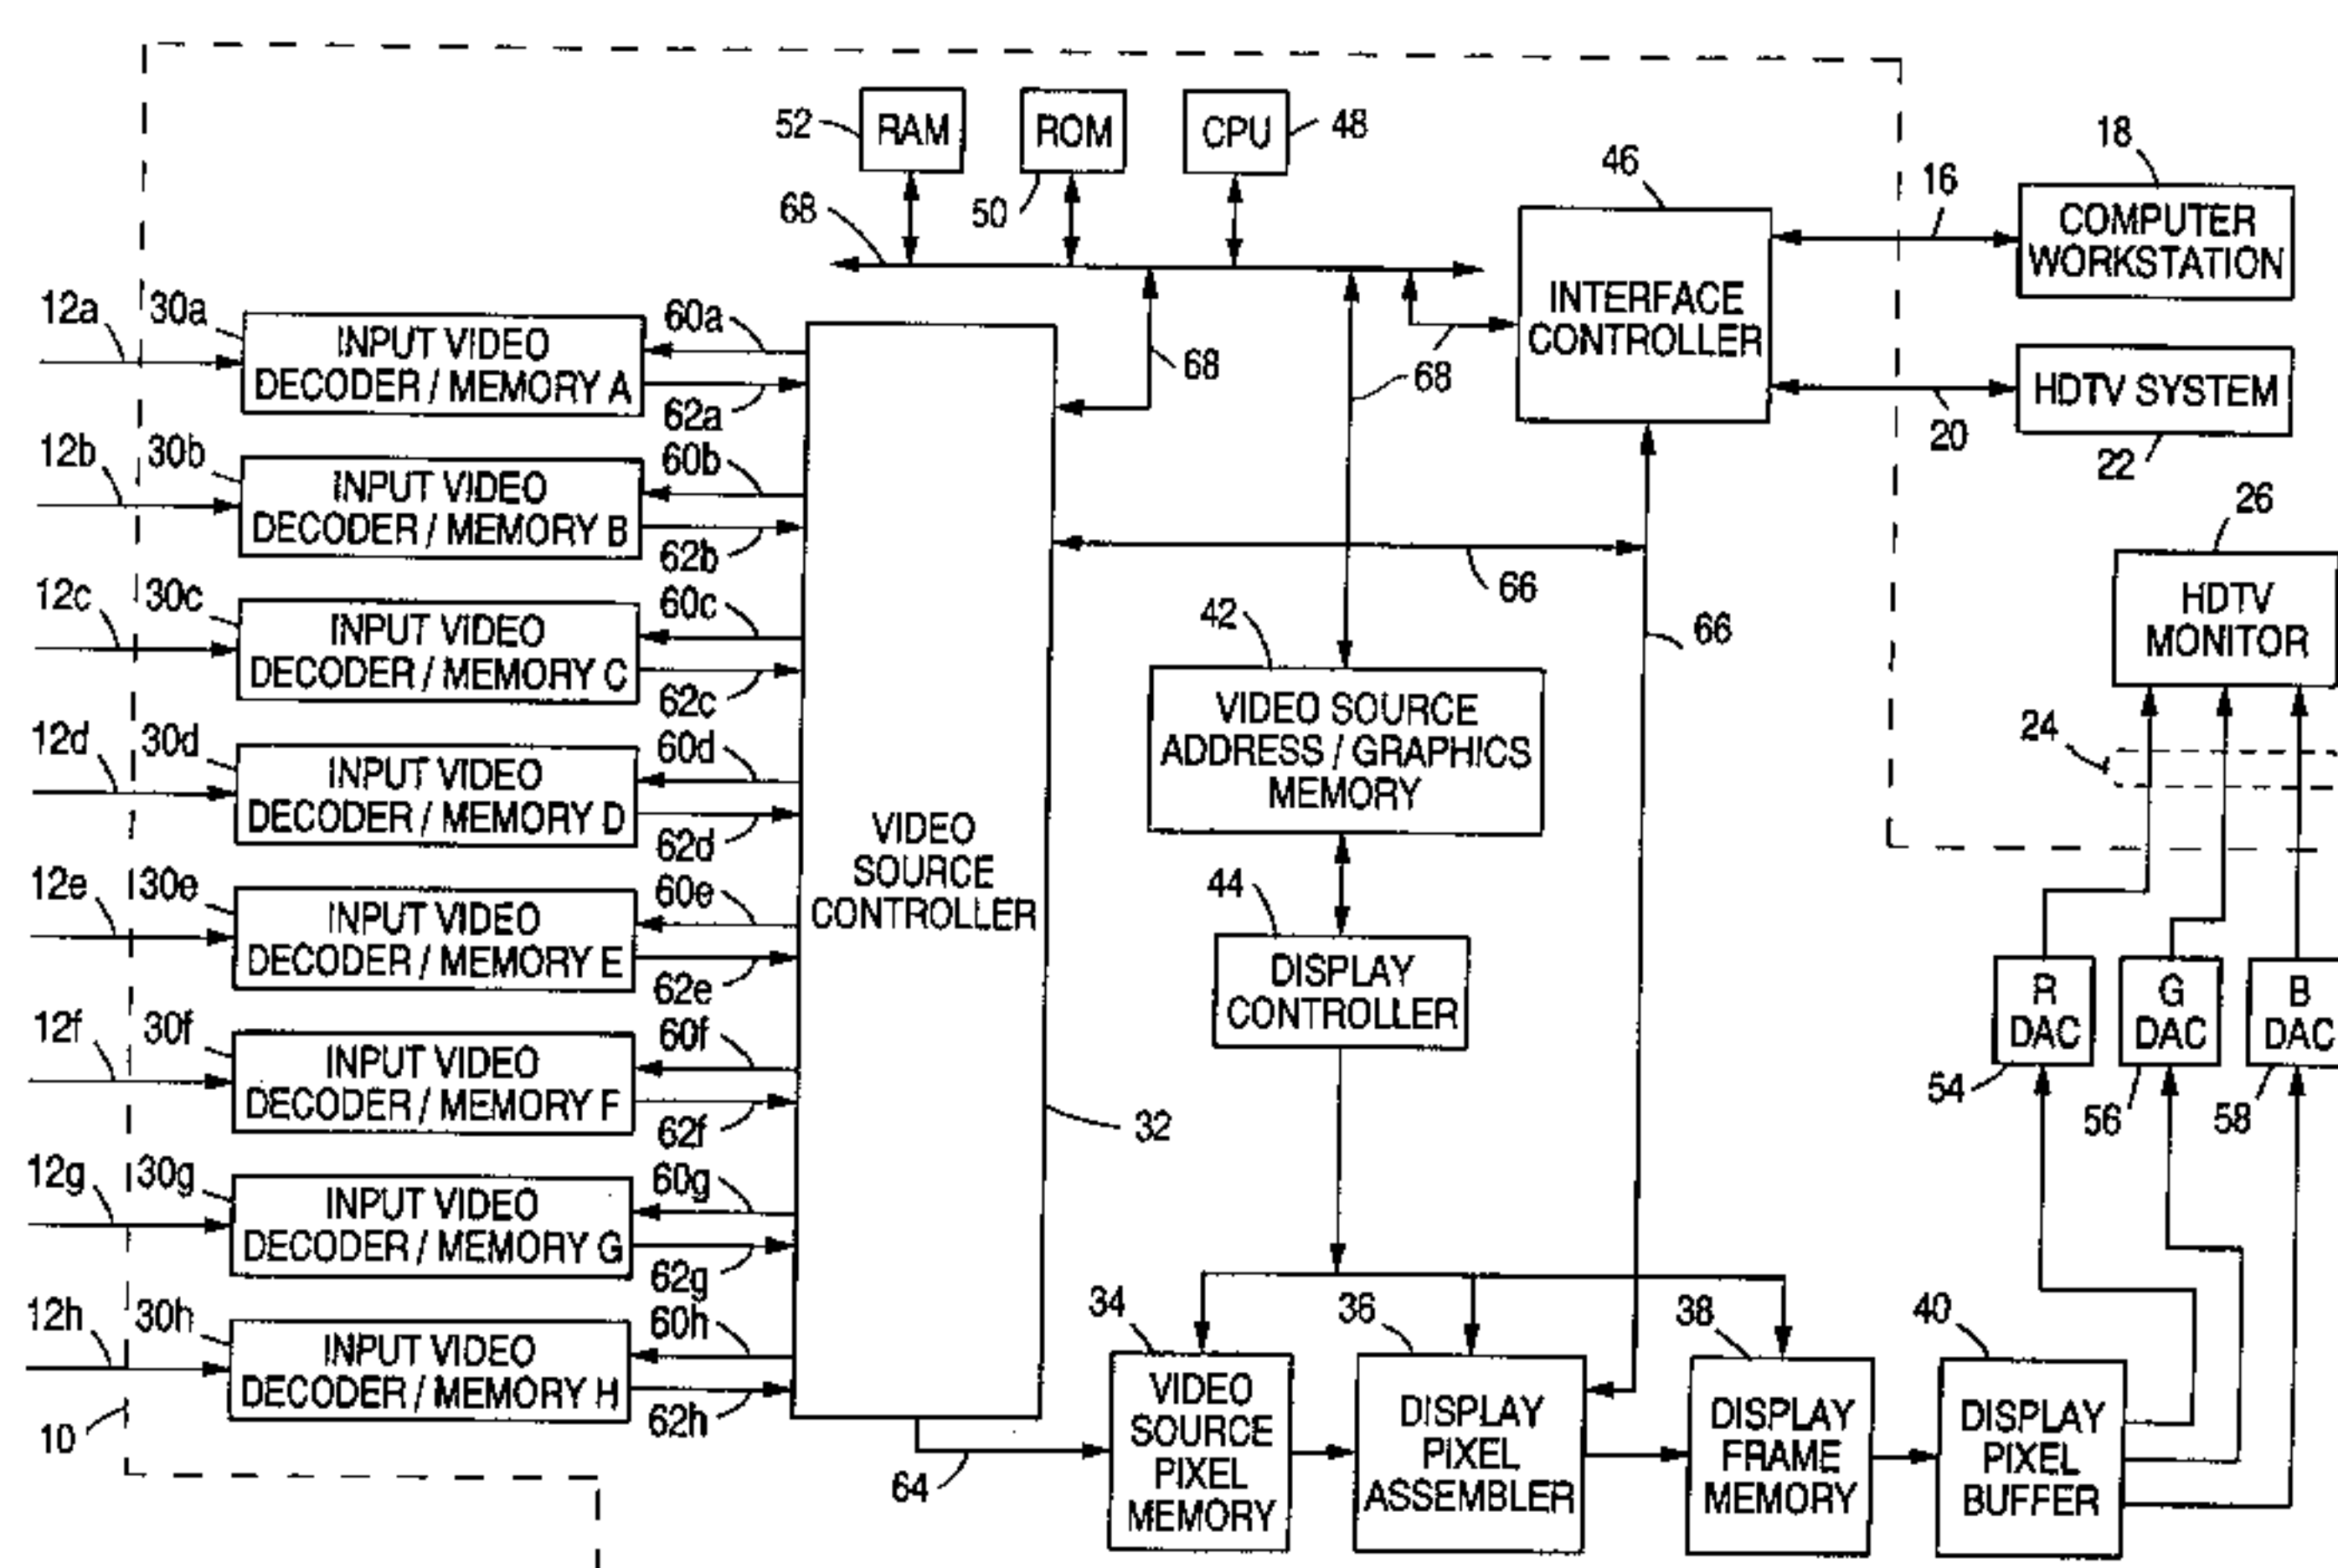 52
RAM
ROM
CPU
48
50
68
46
16
18
COMPUTER
WORKSTATION
INTERFACE
CONTROLLER
HDTV SYSTEM
20
22
68
68
12a
30a
INPUT VIDEO
DECODER / MEMORY A
60a
62a
12b
30b
INPUT VIDEO
DECODER / MEMORY B
60b
62b
12c
30c
INPUT VIDEO
DECODER / MEMORY C
60c
62c
12d
30d
INPUT VIDEO
DECODER / MEMORY D
60d
62d
12e
30e
INPUT VIDEO
DECODER / MEMORY E
60e
62e
12f
30f
INPUT VIDEO
DECODER / MEMORY F
60f
62f
12g
30g
INPUT VIDEO
DECODER / MEMORY G
60g
62g
12h
30h
INPUT VIDEO
DECODER / MEMORY H
60h
62h
10
VIDEO
SOURCE
CONTROLLER
32
66
66
42
VIDEO SOURCE
ADDRESS / GRAPHICS
MEMORY
44
DISPLAY
CONTROLLER
26
HDTV
MONITOR
24
R
DAC
54
G
DAC
56
B
DAC
58
64
34
VIDEO
SOURCE
PIXEL
MEMORY
36
DISPLAY
PIXEL
ASSEMBLER
38
DISPLAY
FRAME
MEMORY
40
DISPLAY
PIXEL
BUFFER